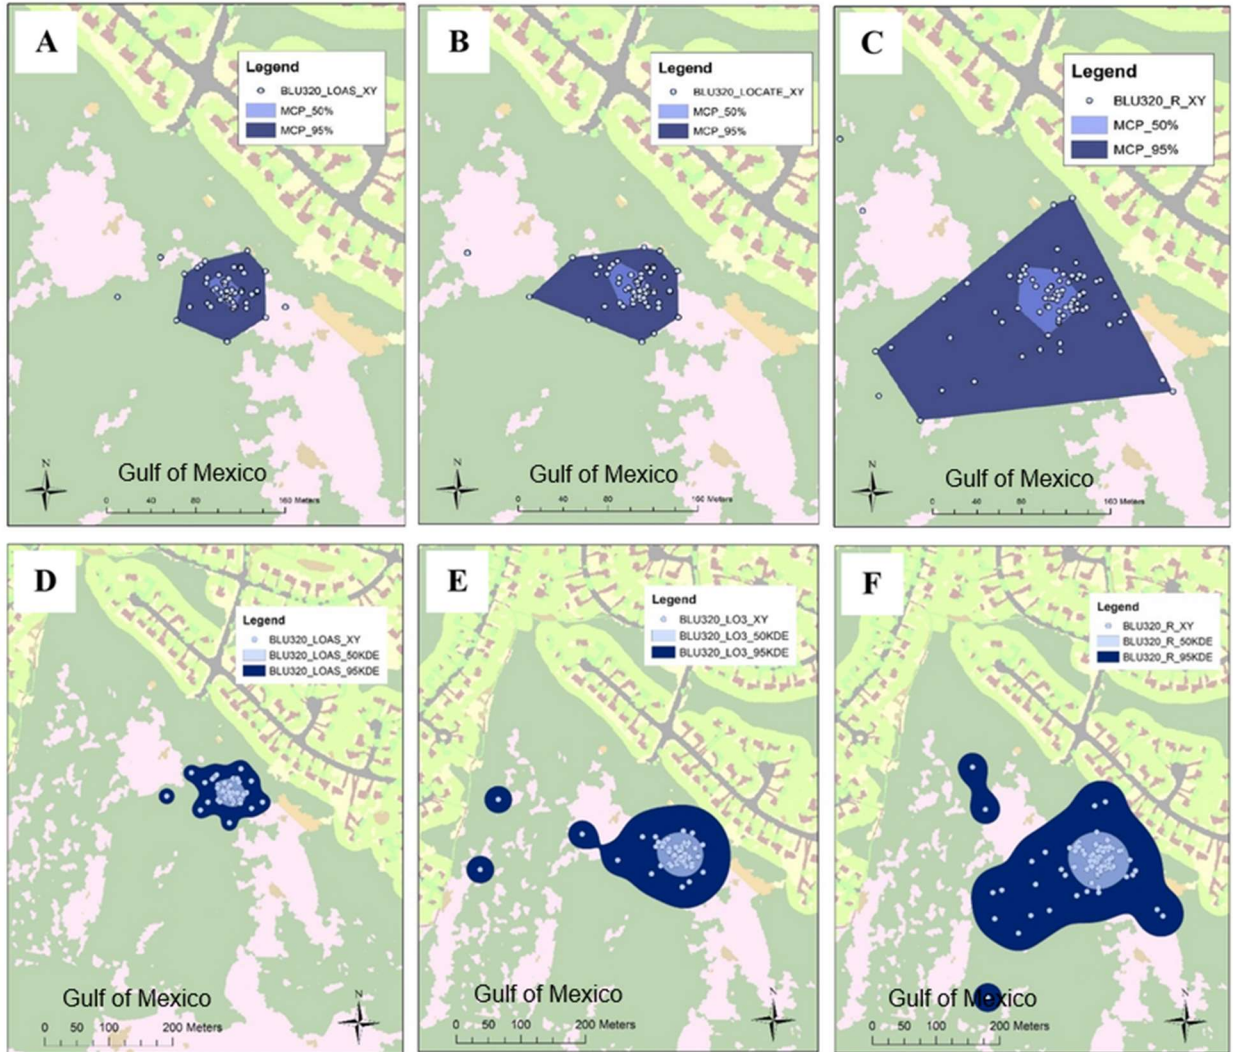 A
Legend
BLU320_LOAS_XY
MCP_50%
MCP_95%
Gulf of Mexico
N
0 40 80 160 Meters
B
Legend
BLU320_LOCATE_XY
MCP_50%
MCP_95%
Gulf of Mexico
N
0 40 80 160 Meters
C
Legend
BLU320_R_XY
MCP_50%
MCP_95%
Gulf of Mexico
N
0 40 80 160 Meters
D
Legend
BLU320_LOAS_XY
BLU320_LOAS_50KDE
BLU320_LOAS_95KDE
Gulf of Mexico
N
0 50 100 200 Meters
E
Legend
BLU320_LO3_XY
BLU320_LO3_50KDE
BLU320_LO3_95KDE
Gulf of Mexico
N
0 50 100 200 Meters
F
Legend
BLU320_R_XY
BLU320_R_50KDE
BLU320_R_95KDE
Gulf of Mexico
N
0 50 100 200 Meters